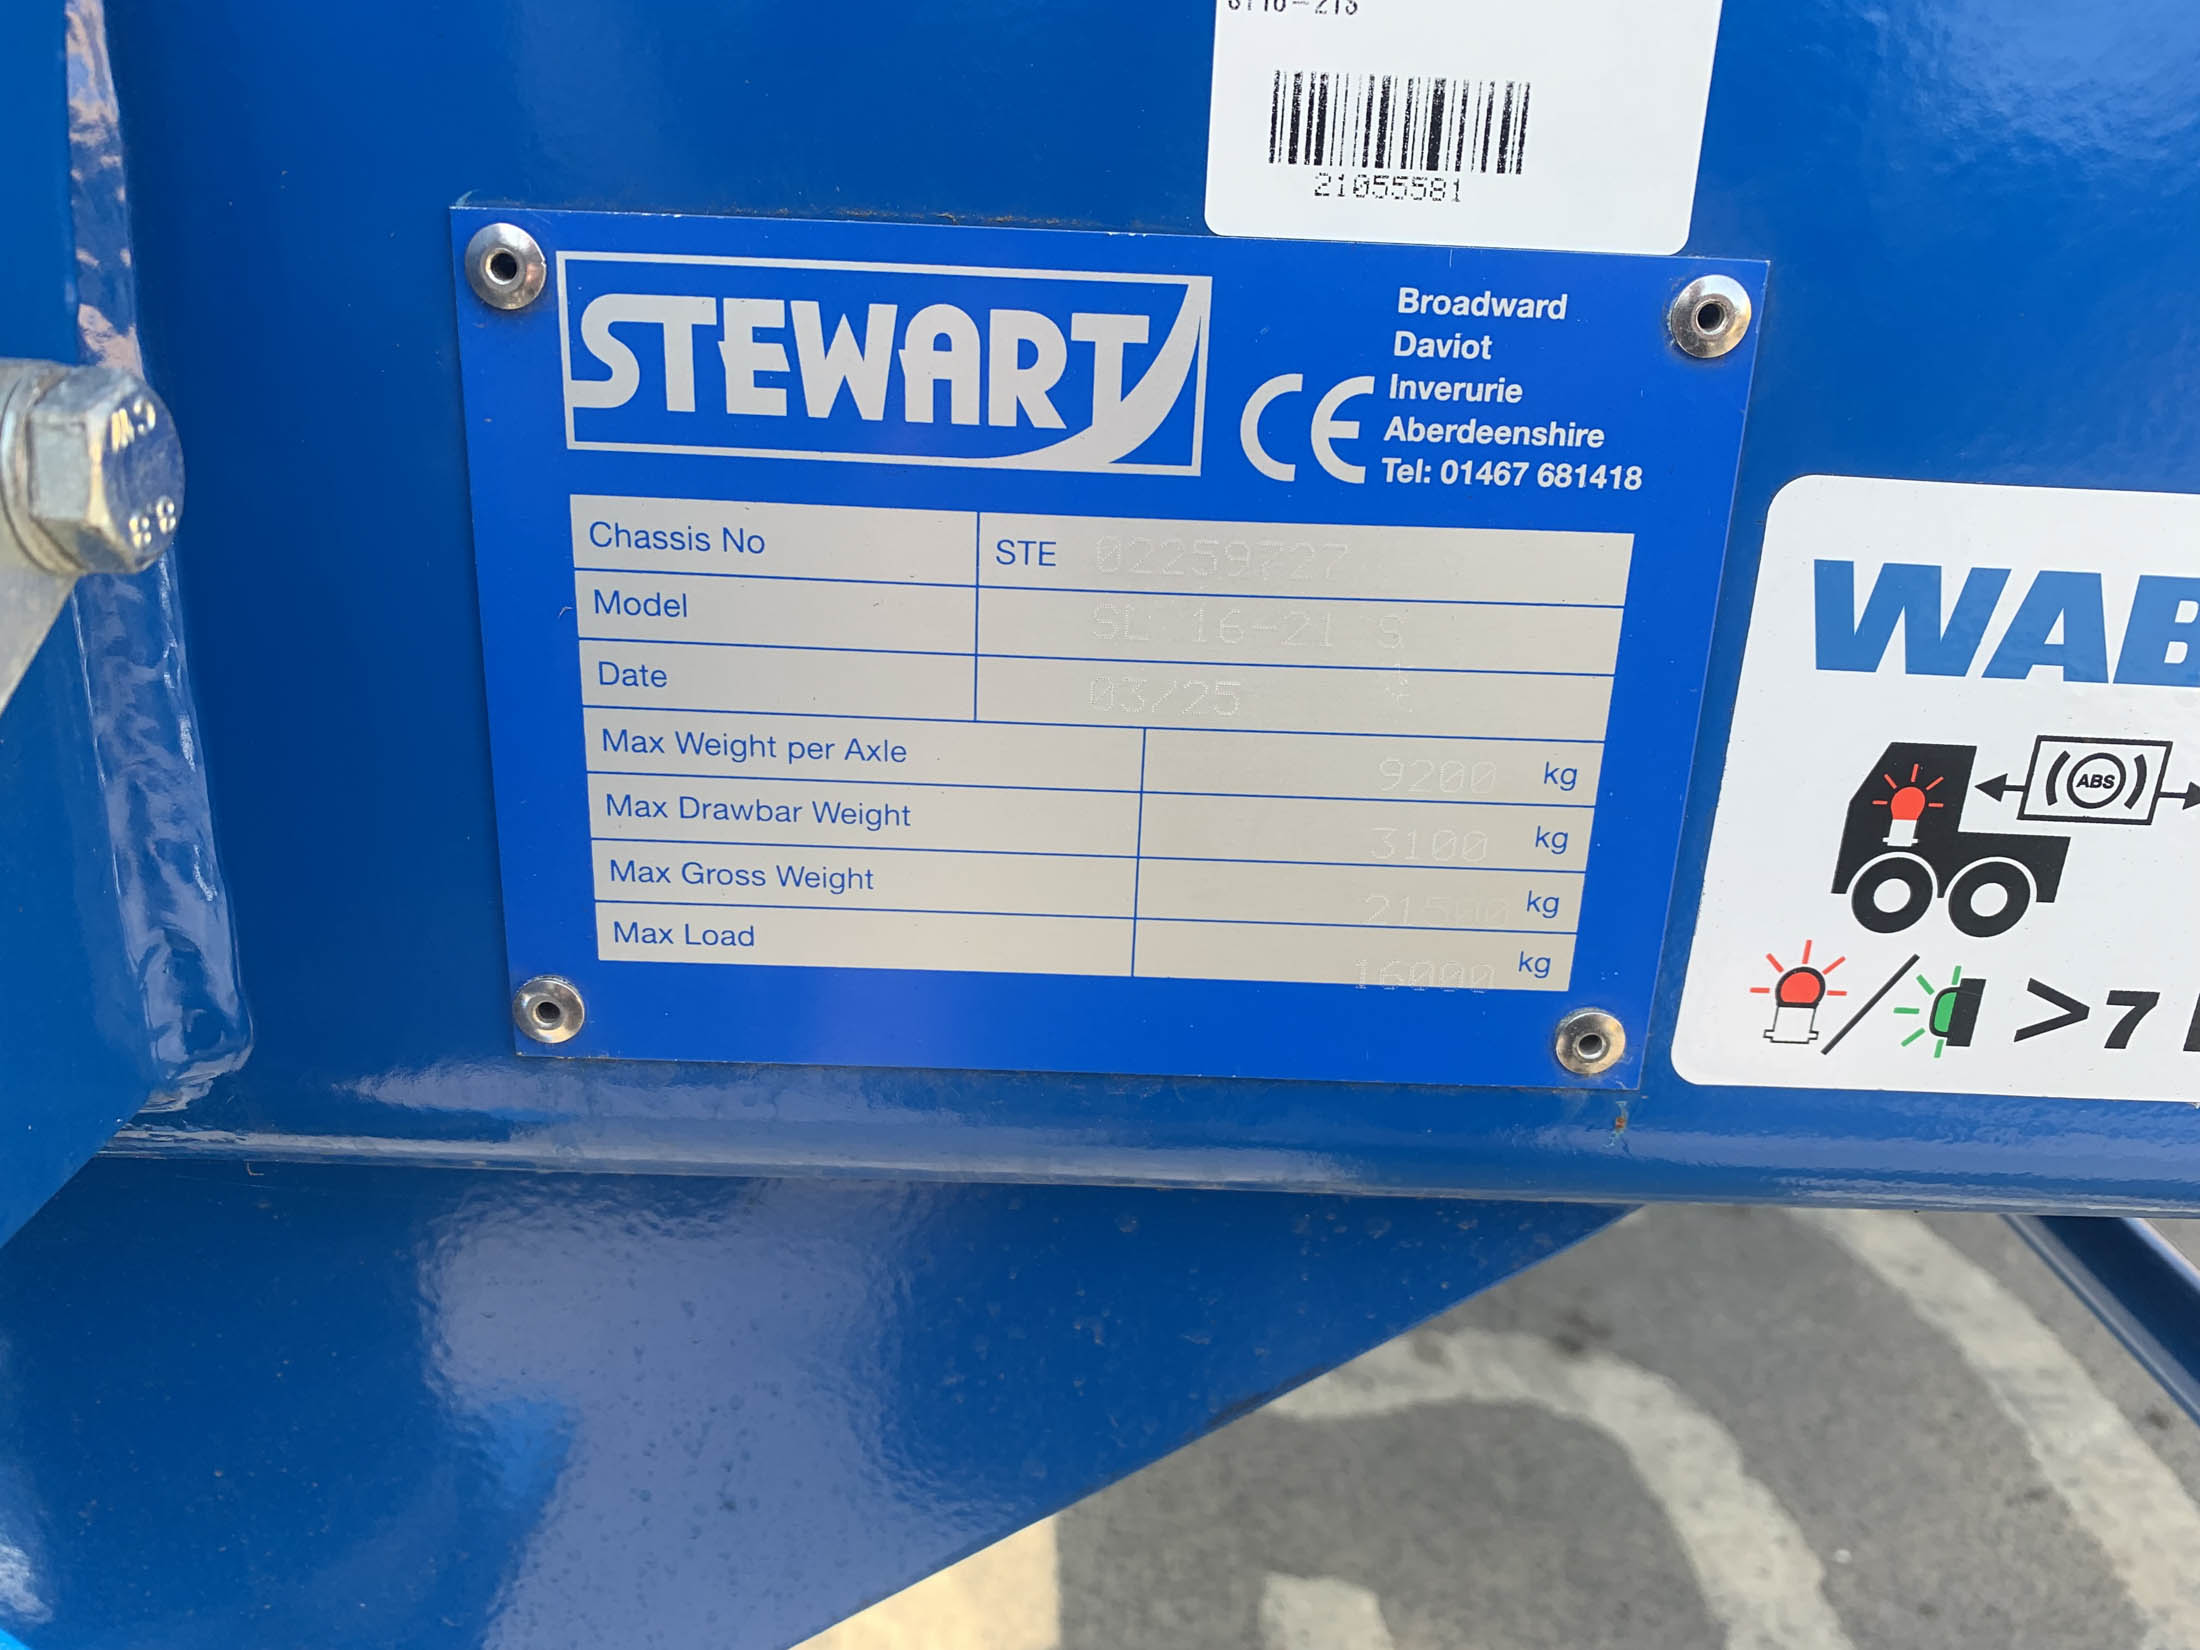 21055581
STEWART
CE
Broadward
Daviot
Inverurie
Aberdeenshire
Tel: 01467 681418
Chassis No STE 02259727
Model SL 16-21 S
Date 03/25
Max Weight per Axle 9200 kg
Max Drawbar Weight 3100 kg
Max Gross Weight 21500 kg
Max Load 16000 kg
WAB
ABS
>7
8.8